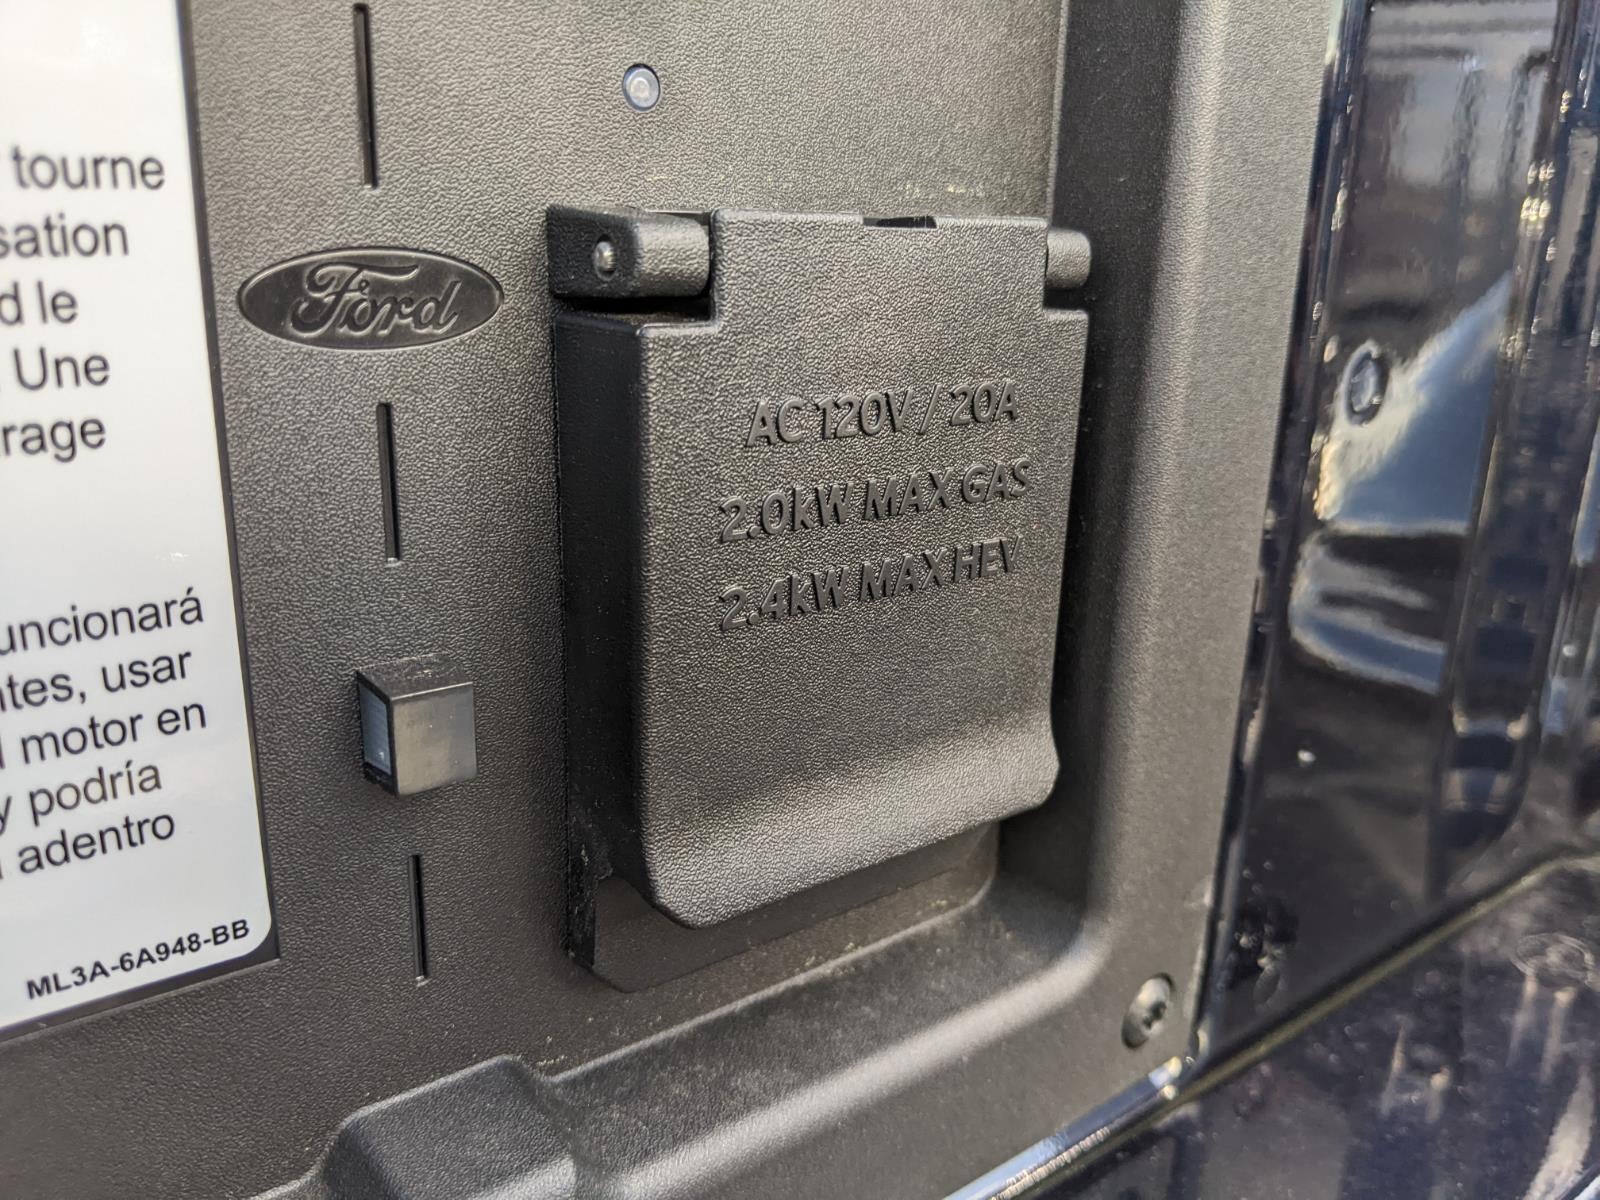 tourne
sation
d le
Une
rage
uncionará
ntes, usar
l motor en
y podría
adentro
ML3A-6A948-BB
Ford
AC 120V / 20A
2.0kW MAX GAS
2.4kW MAX HEV